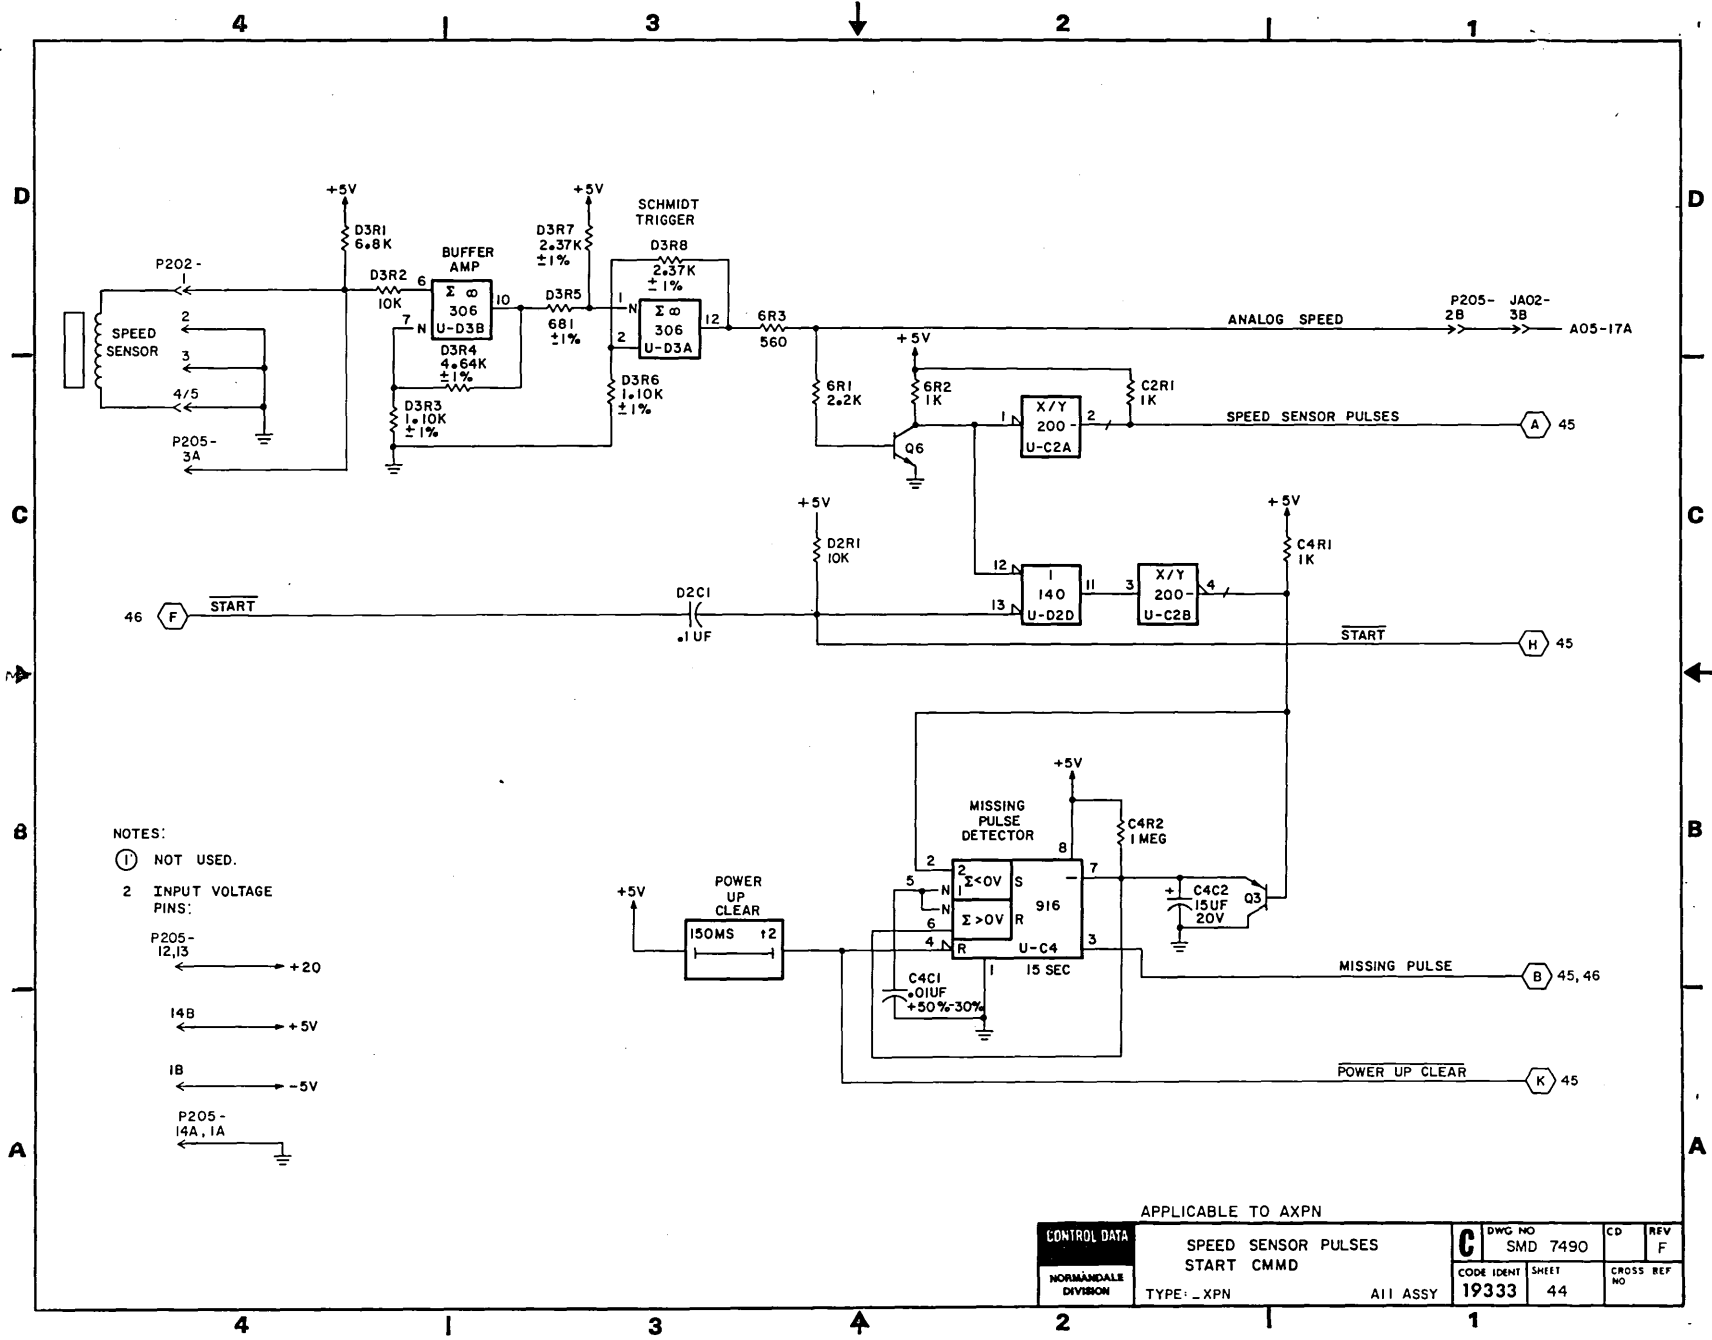 4 3 2 1
D
C
B
A
D
C
B
A
+5V
D3R1
6.8K
P202-
1
2
3
4/5
SPEED
SENSOR
P205-
3A
D3R2
10K
BUFFER
AMP
6
Σ ∞
306
U-D3B
10
7 N
D3R4
4.64K
±1%
D3R3
1.10K
±1%
+5V
D3R7
2.37K
±1%
D3R5
681
±1%
SCHMIDT
TRIGGER
D3R8
2.37K
±1%
1 N
2
Σ ∞
306
U-D3A
12
D3R6
1.10K
±1%
6R3
560
ANALOG SPEED
P205-
2B
JA02-
3B
A05-17A
6R1
2.2K
+5V
6R2
1K
C2R1
1K
Q6
1
X/Y
200
U-C2A
2
SPEED SENSOR PULSES
A 45
+5V
D2R1
10K
46 F
START
D2C1
.1UF
12
13
1
140
U-D2D
11
3
X/Y
200
U-C2B
4
+5V
C4R1
1K
START
H 45
+5V
MISSING
PULSE
DETECTOR
C4R2
1 MEG
8
2
2
Σ<0V
S
5
N
1
N
6
Σ>0V
R
4
R
916
U-C4
15 SEC
7
3
1
+
C4C2
15UF
20V
Q3
+5V
POWER
UP
CLEAR
150MS t2
C4C1
.01UF
+50%-30%
MISSING PULSE
B 45,46
POWER UP CLEAR
K 45
NOTES:
1 NOT USED.
2 INPUT VOLTAGE
PINS:
P205-
12,13
+20
14B
+5V
1B
-5V
P205-
14A,1A
APPLICABLE TO AXPN
CONTROL DATA
NORMANDALE
DIVISION
SPEED SENSOR PULSES
START CMMD
TYPE: _XPN A11 ASSY
C
DWG NO
SMD 7490
CD
REV
F
CODE IDENT
19333
SHEET
44
CROSS REF
NO
4 3 2 1